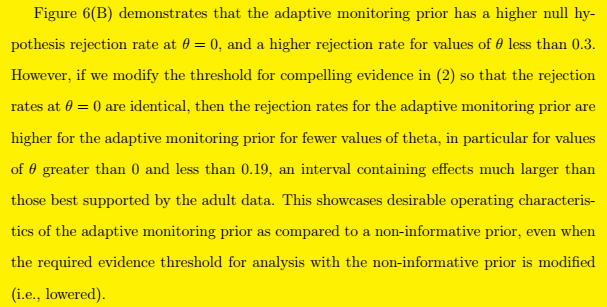 Figure 6(B) demonstrates that the adaptive monitoring prior has a higher null hy-
pothesis rejection rate at θ = 0, and a higher rejection rate for values of θ less than 0.3.
However, if we modify the threshold for compelling evidence in (2) so that the rejection
rates at θ = 0 are identical, then the rejection rates for the adaptive monitoring prior are
higher for the adaptive monitoring prior for fewer values of theta, in particular for values
of θ greater than 0 and less than 0.19, an interval containing effects much larger than
those best supported by the adult data. This showcases desirable operating characteris-
tics of the adaptive monitoring prior as compared to a non-informative prior, even when
the required evidence threshold for analysis with the non-informative prior is modified
(i.e., lowered).